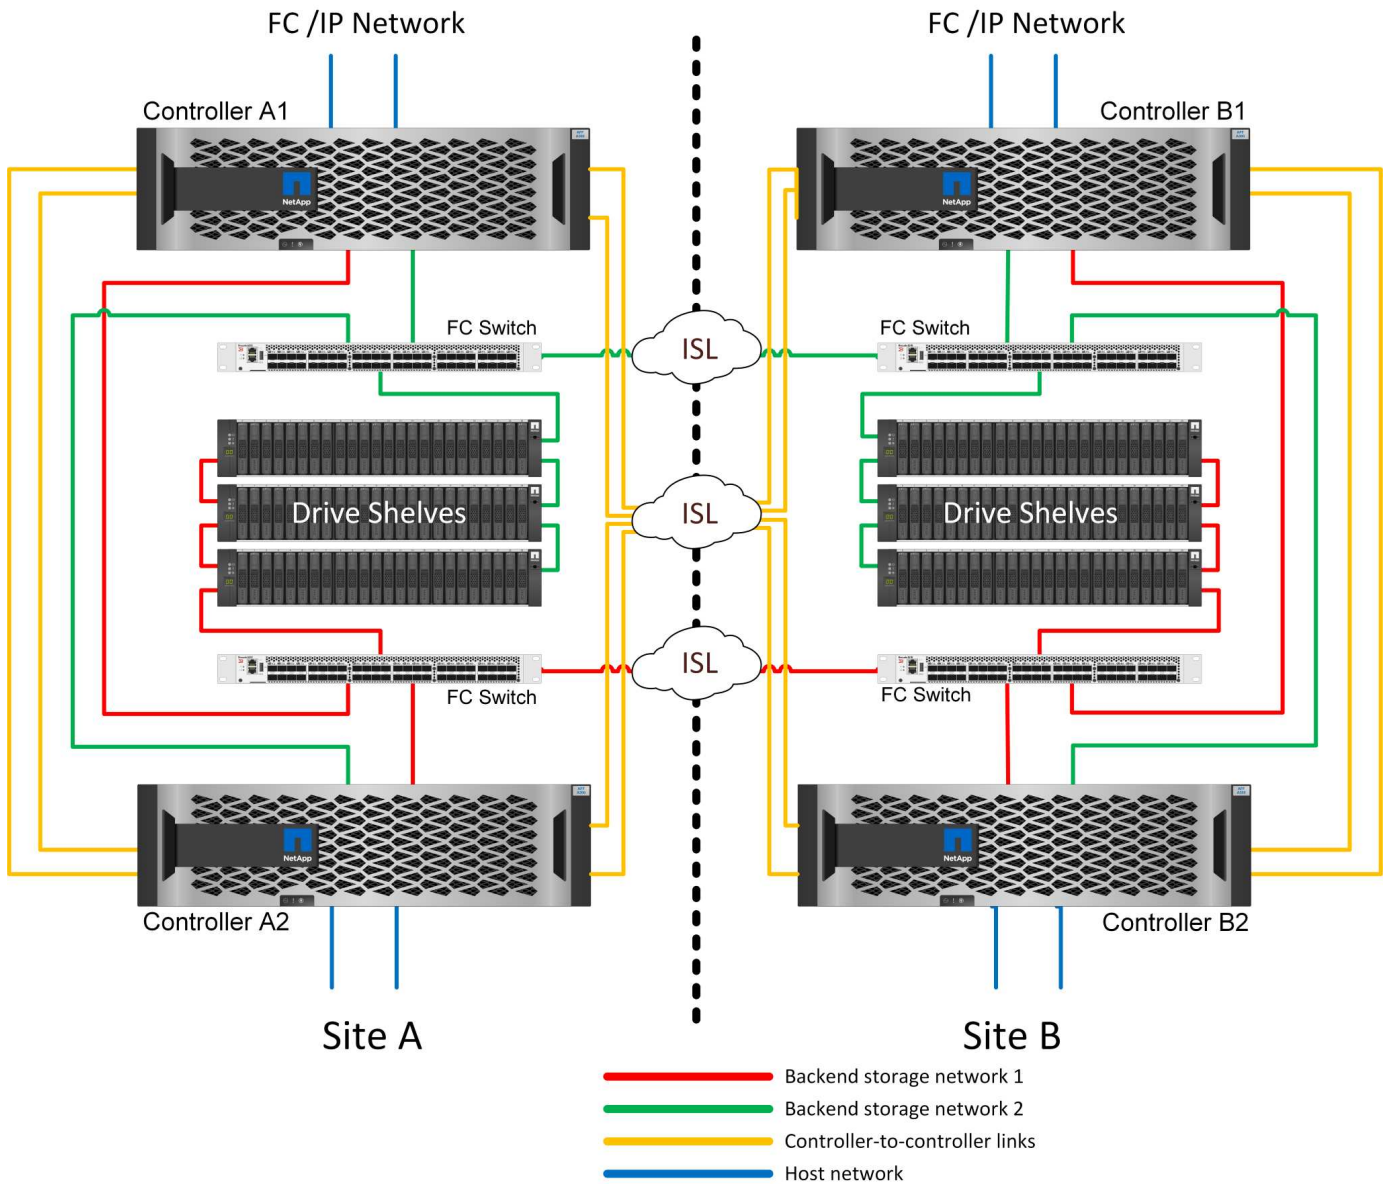 FC /IP Network
FC /IP Network
Controller A1
Controller B1
NetApp
NetApp
FC Switch
ISL
FC Switch
Drive Shelves
ISL
Drive Shelves
ISL
FC Switch
FC Switch
NetApp
NetApp
Controller A2
Controller B2
Site A
Site B
Backend storage network 1
Backend storage network 2
Controller-to-controller links
Host network